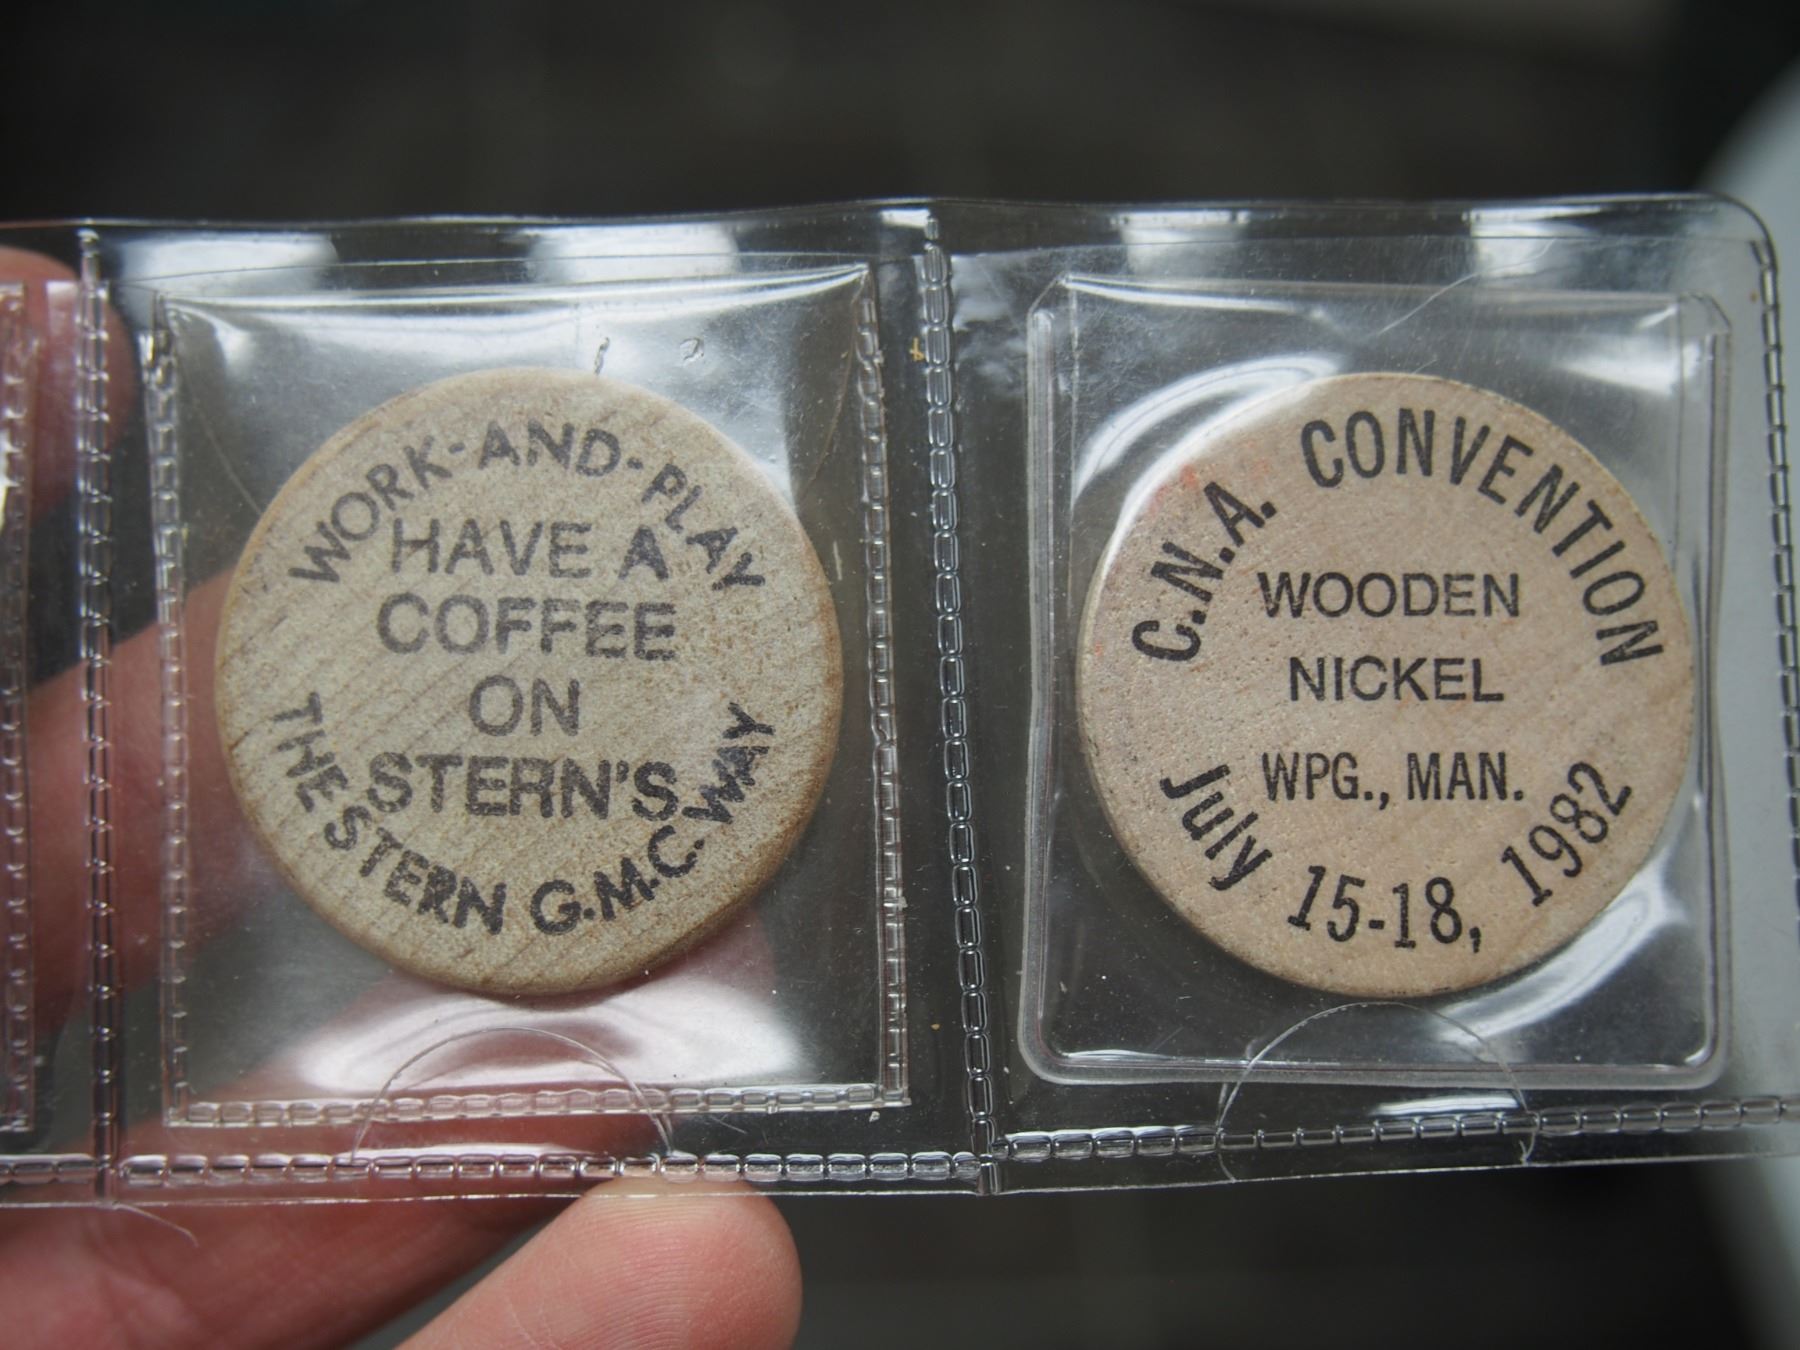 WORK-AND-PLAY
HAVE A
COFFEE
ON
STERN'S
THE STERN G.M.C. WAY
C.N.A. CONVENTION
WOODEN
NICKEL
WPG., MAN.
July 15-18, 1982